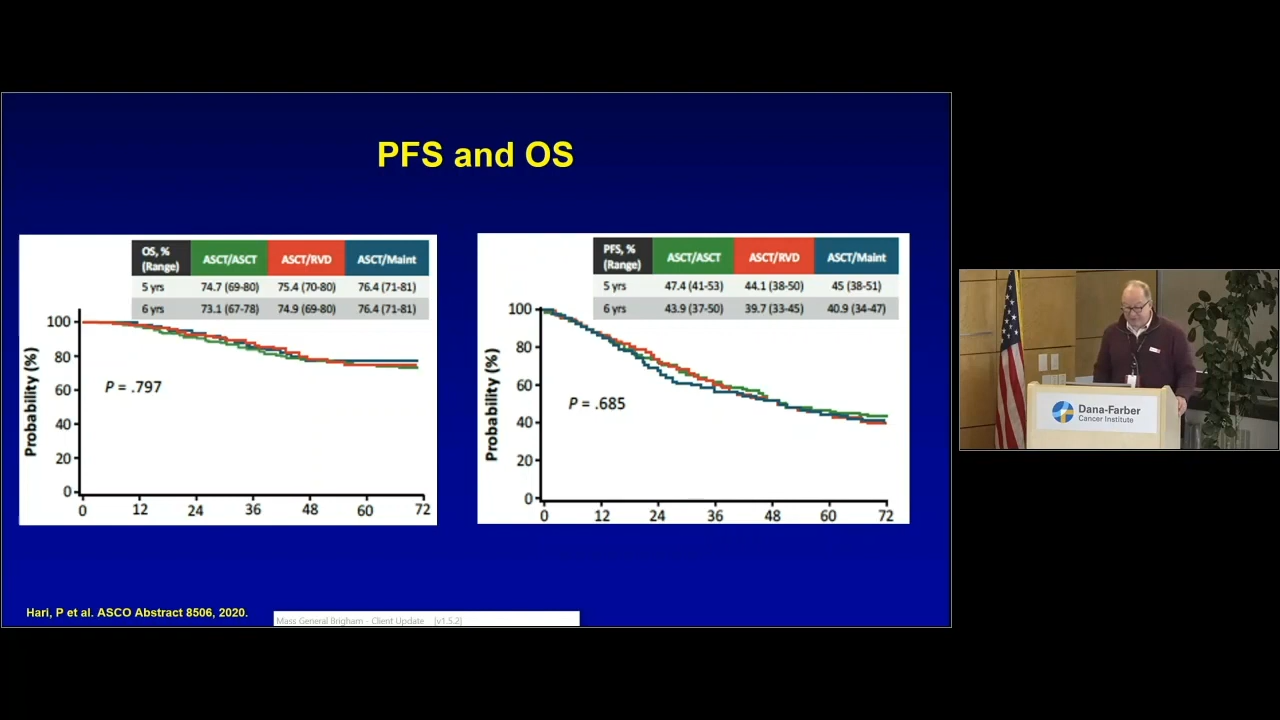 PFS and OS
OS, % (Range) ASCT/ASCT ASCT/RVD ASCT/Maint
5 yrs 74.7 (69-80) 75.4 (70-80) 76.4 (71-81)
6 yrs 73.1 (67-78) 74.9 (69-80) 76.4 (71-81)
Probability (%)
100
80
60
40
20
0
P = .797
0 12 24 36 48 60 72
PFS, % (Range) ASCT/ASCT ASCT/RVD ASCT/Maint
5 yrs 47.4 (41-53) 44.1 (38-50) 45 (38-51)
6 yrs 43.9 (37-50) 39.7 (33-45) 40.9 (34-47)
Probability (%)
100
80
60
40
20
0
P = .685
0 12 24 36 48 60 72
Hari, P et al. ASCO Abstract 8506, 2020.
Mass General Brigham - Client Update [v1.5.2]
Dana-Farber
Cancer Institute